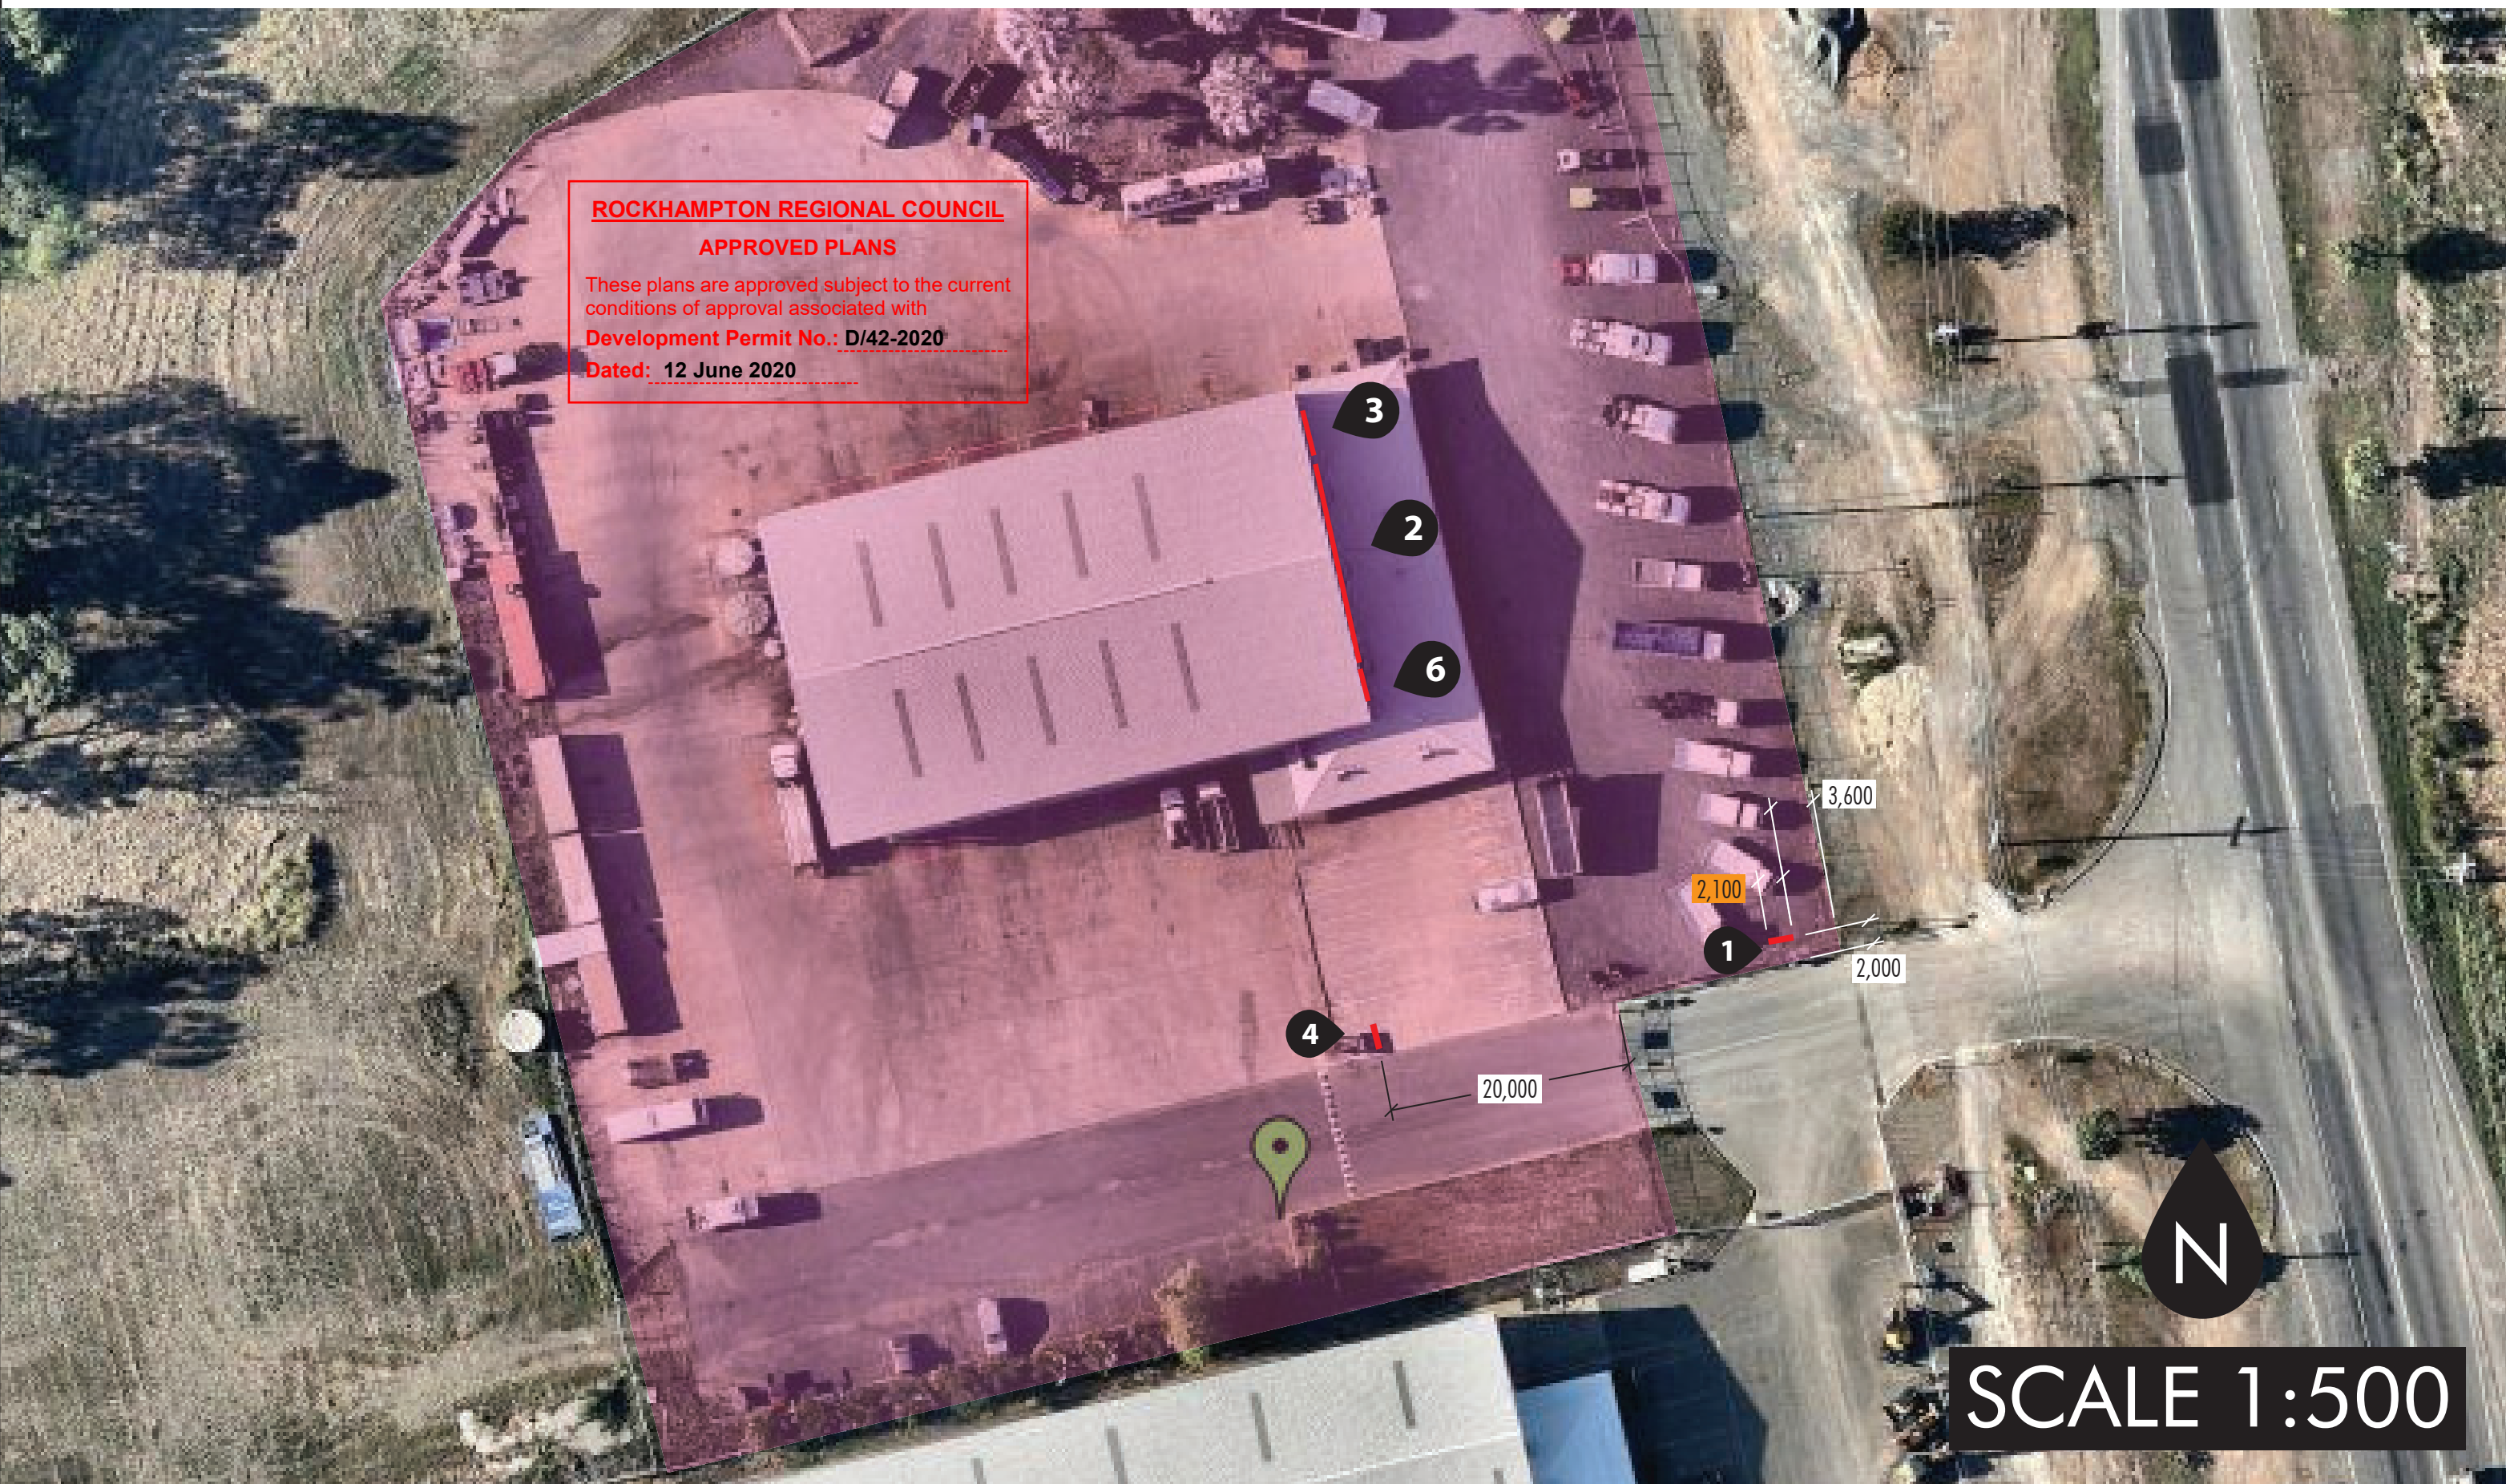 ROCKHAMPTON REGIONAL COUNCIL
APPROVED PLANS
These plans are approved subject to the current
conditions of approval associated with
Development Permit No.: D/42-2020
Dated: 12 June 2020
3
2
6
3,600
2,100
1
2,000
4
20,000
N
SCALE 1:500